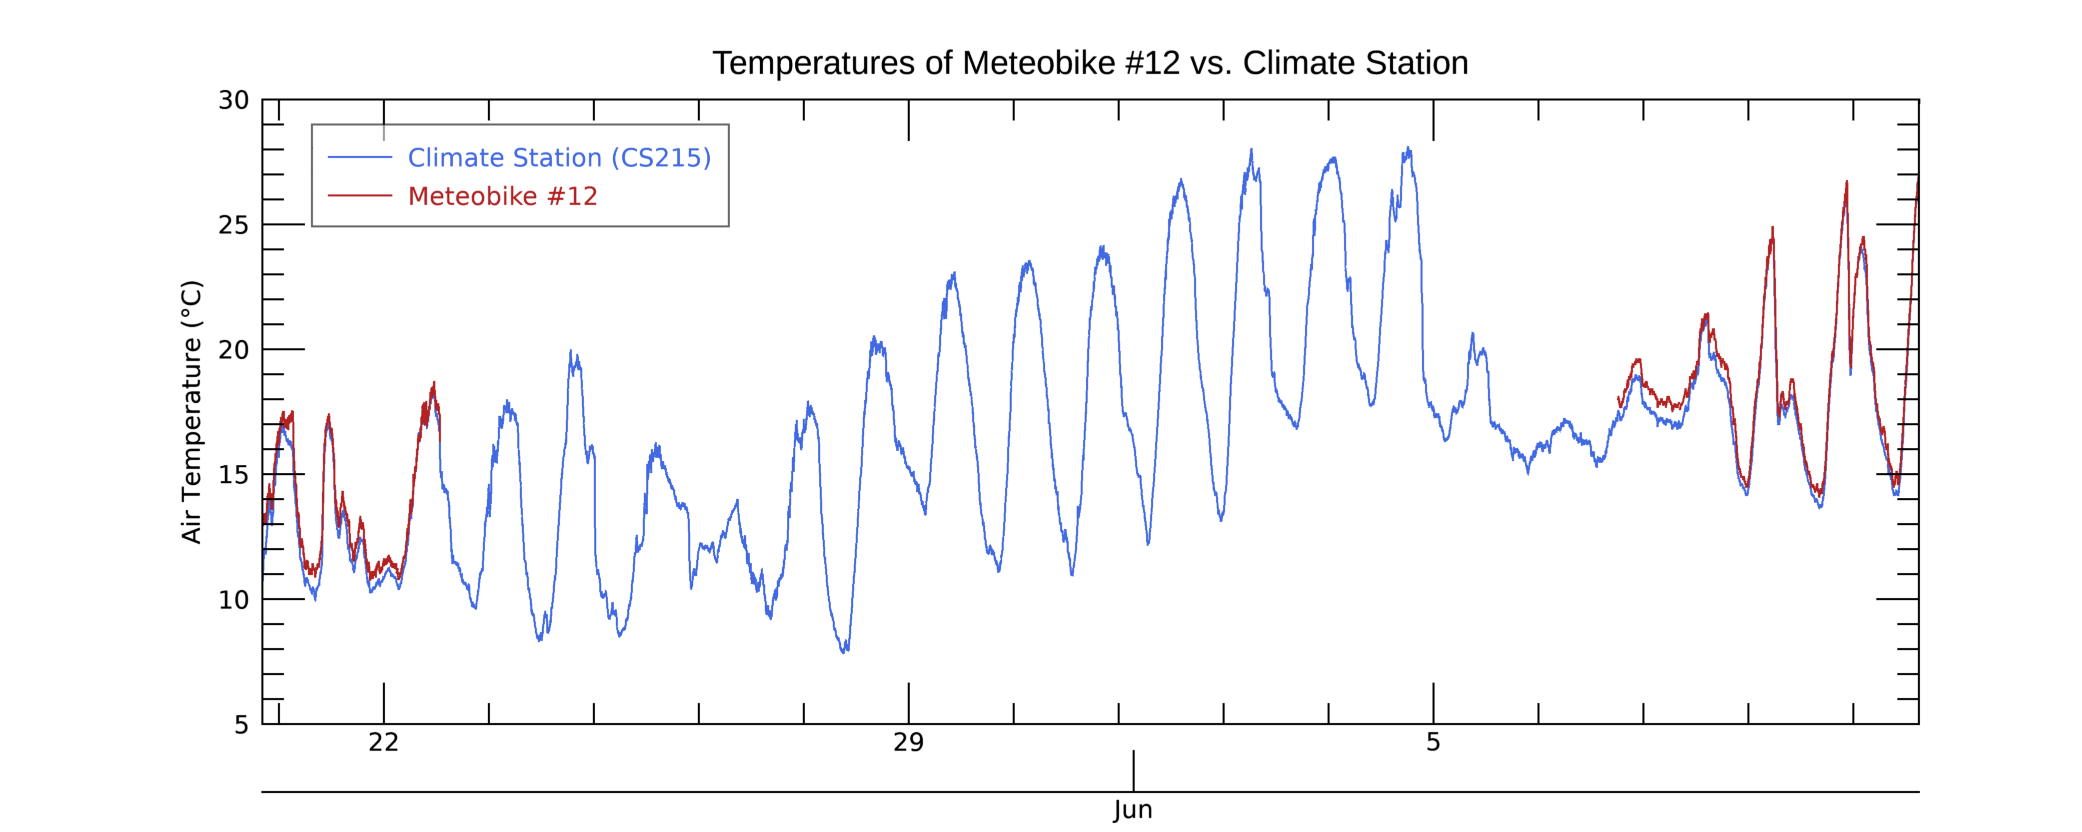 Temperatures of Meteobike #12 vs. Climate Station
30
Climate Station (CS215)
Meteobike #12
25
20
15
10
5
Air Temperature (°C)
22 29 5
Jun